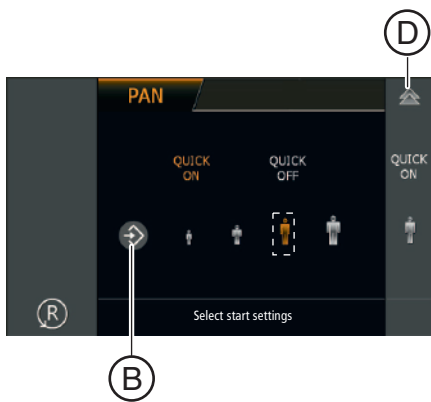 D
PAN
QUICK
ON
QUICK
OFF
QUICK
ON
R
Select start settings
B